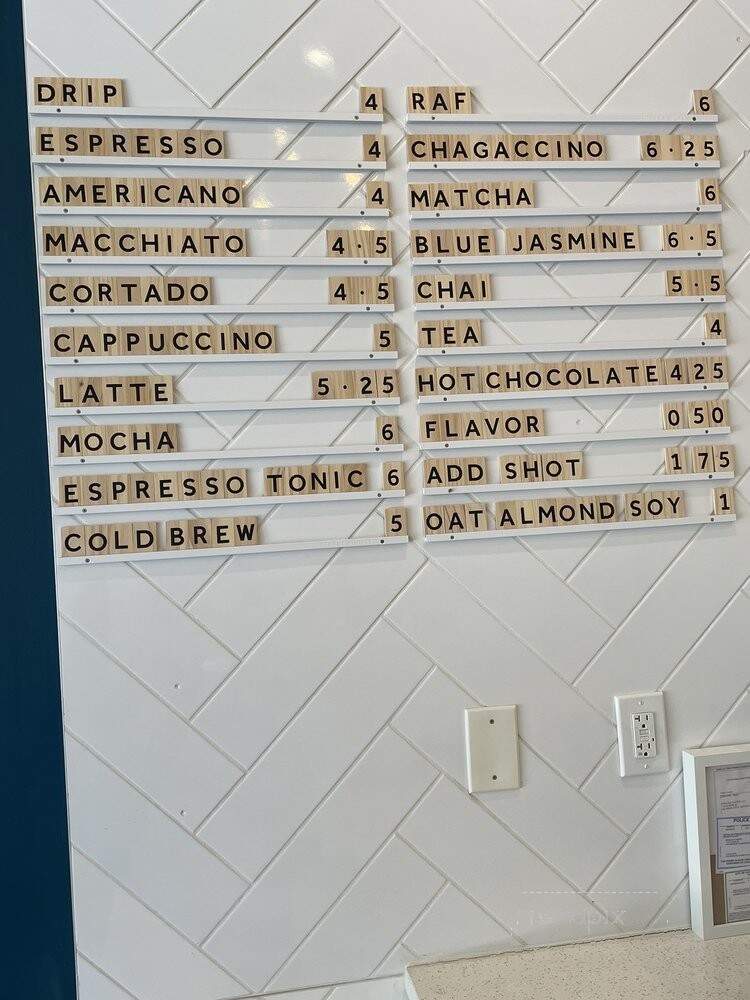 DRIP 4
ESPRESSO 4
AMERICANO 4
MACCHIATO 4·5
CORTADO 4·5
CAPPUCCINO 5
LATTE 5·25
MOCHA 6
ESPRESSO TONIC 6
COLD BREW 5
RAF 6
CHAGACCINO 6·25
MATCHA 6
BLUE JASMINE 6·5
CHAI 5·5
TEA 4
HOT CHOCOLATE 425
FLAVOR 050
ADD SHOT 175
OAT ALMOND SOY 1
POLICE